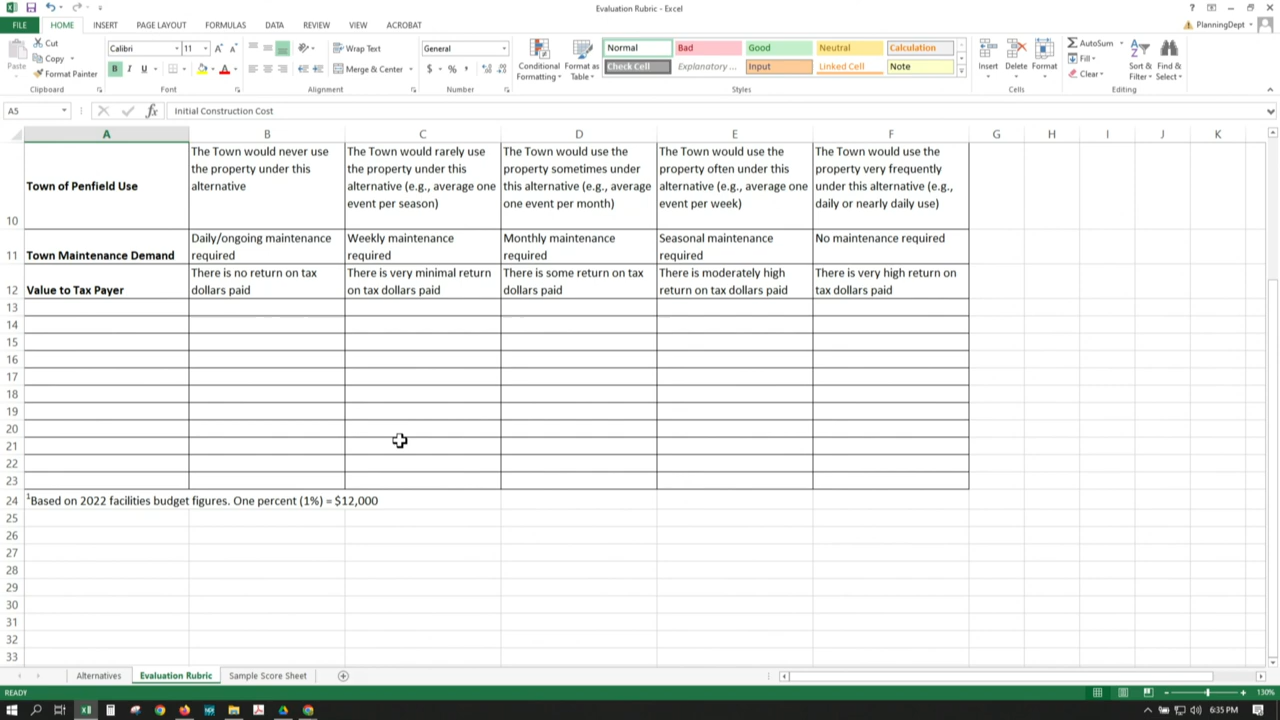 Evaluation Rubric - Excel
FILE HOME INSERT PAGE LAYOUT FORMULAS DATA REVIEW VIEW ACROBAT PlanningDept
Paste
Cut
Copy
Format Painter
Clipboard
Calibri 11
B I U
Font
Wrap Text
Merge & Center
Alignment
General
$ % ,
Number
Conditional Formatting
Format as Table
Normal Bad Good Neutral Calculation
Check Cell Explanatory ... Input Linked Cell Note
Styles
Insert Delete Format
Cells
AutoSum
Fill
Clear
Sort & Filter
Find & Select
Editing
A5 fx Initial Construction Cost
A B C D E F G H I J K
10
Town of Penfield Use
The Town would never use
the property under this
alternative
The Town would rarely use
the property under this
alternative (e.g., average one
event per season)
The Town would use the
property sometimes under
this alternative (e.g., average
one event per month)
The Town would use the
property often under this
alternative (e.g., average one
event per week)
The Town would use the
property very frequently
under this alternative (e.g.,
daily or nearly daily use)
11
Town Maintenance Demand
Daily/ongoing maintenance
required
Weekly maintenance
required
Monthly maintenance
required
Seasonal maintenance
required
No maintenance required
12
Value to Tax Payer
There is no return on tax
dollars paid
There is very minimal return
on tax dollars paid
There is some return on tax
dollars paid
There is moderately high
return on tax dollars paid
There is very high return on
tax dollars paid
13
14
15
16
17
18
19
20
21
22
23
24 ¹Based on 2022 facilities budget figures. One percent (1%) = $12,000
25
26
27
28
29
30
31
32
33
Alternatives Evaluation Rubric Sample Score Sheet
READY 130%
6:35 PM